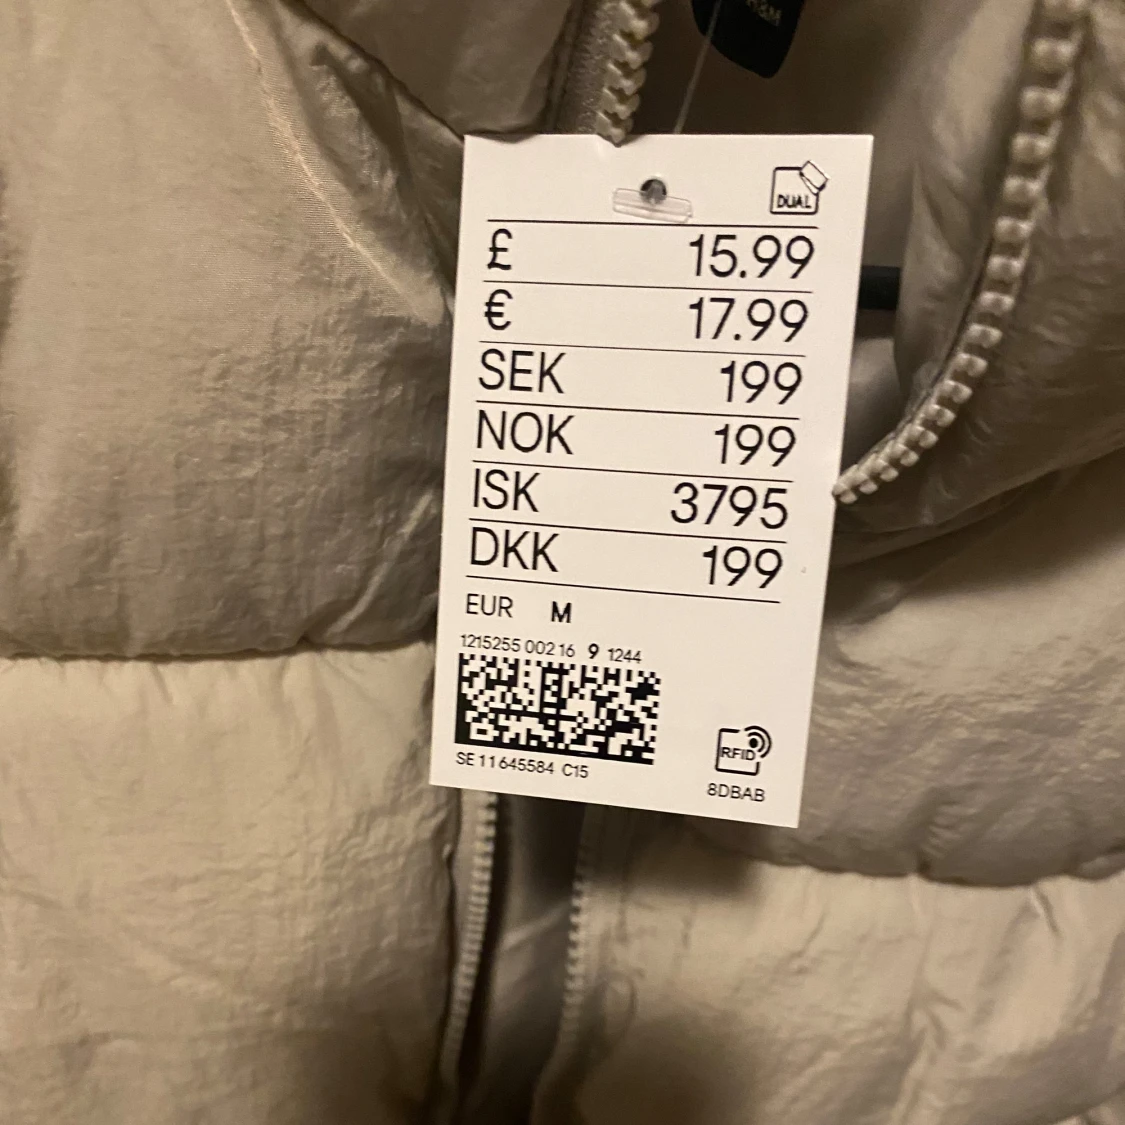 H&M
DUAL
£ 15.99
€ 17.99
SEK 199
NOK 199
ISK 3795
DKK 199
EUR M
1215255 002 16 9 1244
SE 11 645584 C15
RFID
8DBAB